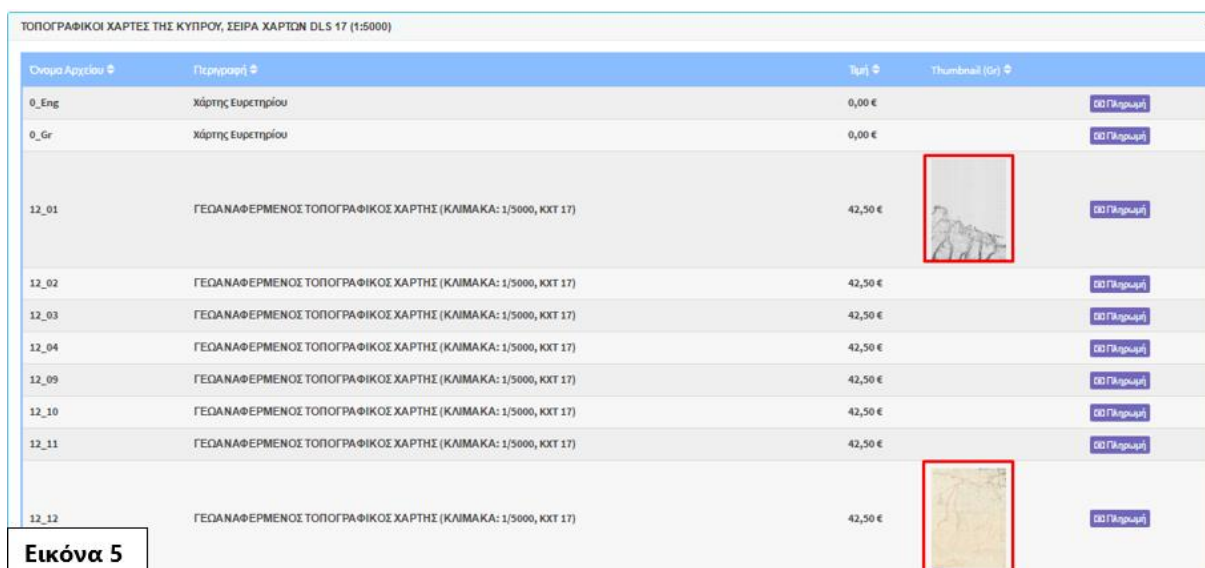 ΤΟΠΟΓΡΑΦΙΚΟΙ ΧΑΡΤΕΣ ΤΗΣ ΚΥΠΡΟΥ, ΣΕΙΡΑ ΧΑΡΤΩΝ DLS 17 (1:5000)
Όνομα Αρχείου Περιγραφή Τιμή Thumbnail (Gr)
0_Eng Χάρτης Ευρετηρίου 0,00 € Πληρωμή
0_Gr Χάρτης Ευρετηρίου 0,00 € Πληρωμή
12_01 ΓΕΩΑΝΑΦΕΡΜΕΝΟΣ ΤΟΠΟΓΡΑΦΙΚΟΣ ΧΑΡΤΗΣ (ΚΛΙΜΑΚΑ: 1/5000, ΚΧΤ 17) 42,50 € Πληρωμή
12_02 ΓΕΩΑΝΑΦΕΡΜΕΝΟΣ ΤΟΠΟΓΡΑΦΙΚΟΣ ΧΑΡΤΗΣ (ΚΛΙΜΑΚΑ: 1/5000, ΚΧΤ 17) 42,50 € Πληρωμή
12_03 ΓΕΩΑΝΑΦΕΡΜΕΝΟΣ ΤΟΠΟΓΡΑΦΙΚΟΣ ΧΑΡΤΗΣ (ΚΛΙΜΑΚΑ: 1/5000, ΚΧΤ 17) 42,50 € Πληρωμή
12_04 ΓΕΩΑΝΑΦΕΡΜΕΝΟΣ ΤΟΠΟΓΡΑΦΙΚΟΣ ΧΑΡΤΗΣ (ΚΛΙΜΑΚΑ: 1/5000, ΚΧΤ 17) 42,50 € Πληρωμή
12_09 ΓΕΩΑΝΑΦΕΡΜΕΝΟΣ ΤΟΠΟΓΡΑΦΙΚΟΣ ΧΑΡΤΗΣ (ΚΛΙΜΑΚΑ: 1/5000, ΚΧΤ 17) 42,50 € Πληρωμή
12_10 ΓΕΩΑΝΑΦΕΡΜΕΝΟΣ ΤΟΠΟΓΡΑΦΙΚΟΣ ΧΑΡΤΗΣ (ΚΛΙΜΑΚΑ: 1/5000, ΚΧΤ 17) 42,50 € Πληρωμή
12_11 ΓΕΩΑΝΑΦΕΡΜΕΝΟΣ ΤΟΠΟΓΡΑΦΙΚΟΣ ΧΑΡΤΗΣ (ΚΛΙΜΑΚΑ: 1/5000, ΚΧΤ 17) 42,50 € Πληρωμή
12_12 ΓΕΩΑΝΑΦΕΡΜΕΝΟΣ ΤΟΠΟΓΡΑΦΙΚΟΣ ΧΑΡΤΗΣ (ΚΛΙΜΑΚΑ: 1/5000, ΚΧΤ 17) 42,50 € Πληρωμή
Εικόνα 5